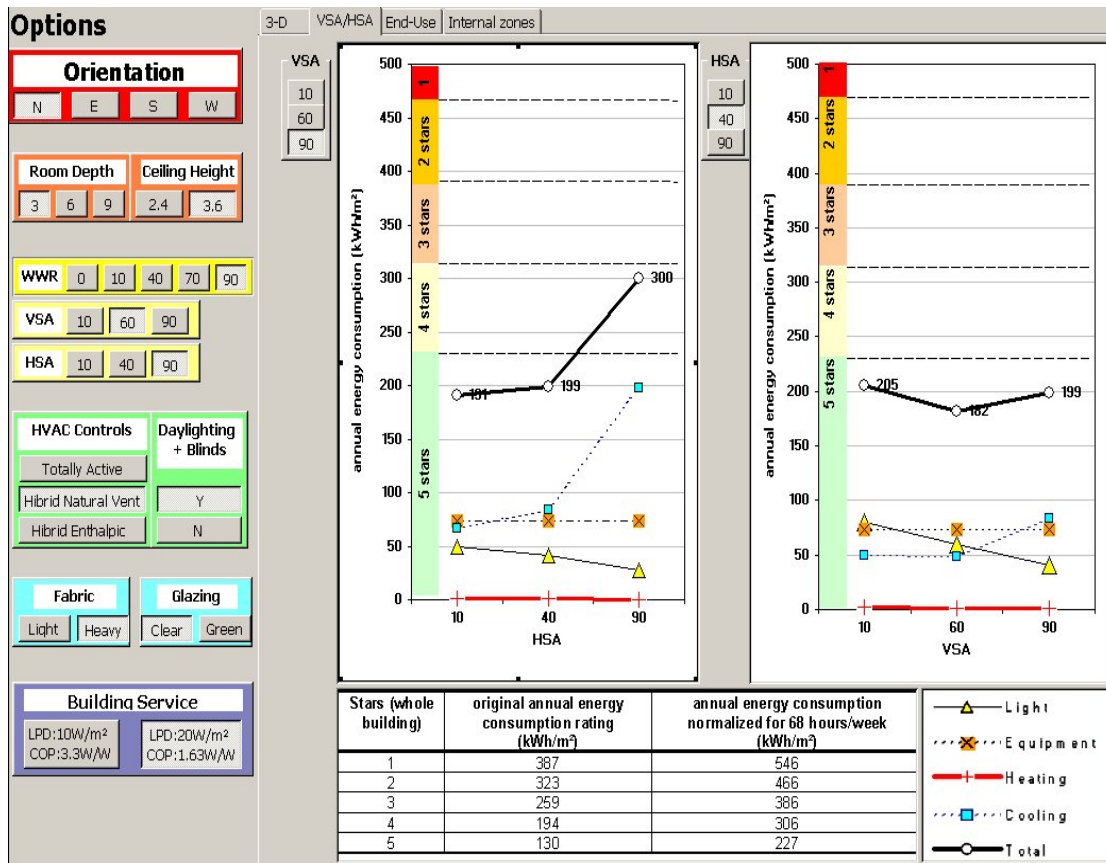 Options
Orientation
N E S W
Room Depth Ceiling Height
3 6 9 2.4 3.6
WWR 0 10 40 70 90
VSA 10 60 90
HSA 10 40 90
HVAC Controls
Daylighting
+ Blinds
Totally Active
Hibrid Natural Vent Y
Hibrid Enthalpic N
Fabric Glazing
Light Heavy Clear Green
Building Service
LPD:10W/m² LPD:20W/m²
COP:3.3W/W COP:1.63W/W
3-D VSA/HSA End-Use Internal zones
VSA
10
60
90
annual energy consumption (kWh/m²)
500
450
400
350
300
250
200
150
100
50
0
1
2 stars
3 stars
4 stars
5 stars
191
199
300
10 40 90
HSA
HSA
10
40
90
annual energy consumption (kWh/m²)
500
450
400
350
300
250
200
150
100
50
0
1
2 stars
3 stars
4 stars
5 stars
205
182
199
10 60 90
VSA
Stars (whole
building)
original annual energy
consumption rating
(kWh/m²)
annual energy consumption
normalized for 68 hours/week
(kWh/m²)
1 387 546
2 323 466
3 259 386
4 194 306
5 130 227
Light
Equipment
Heating
Cooling
Total